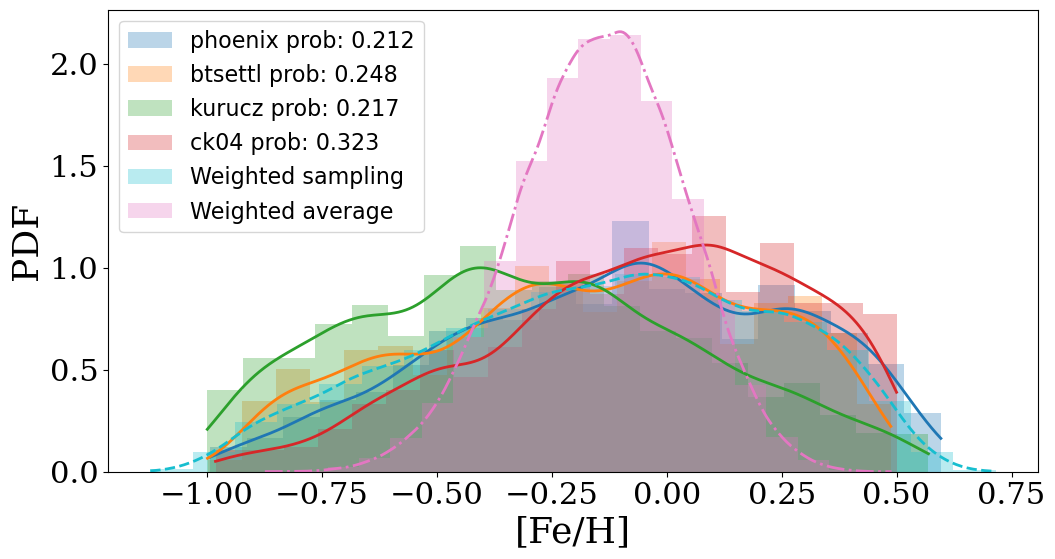 phoenix prob: 0.212
btsettl prob: 0.248
kurucz prob: 0.217
ck04 prob: 0.323
Weighted sampling
Weighted average
PDF
2.0
1.5
1.0
0.5
0.0
−1.00 −0.75 −0.50 −0.25 0.00 0.25 0.50 0.75
[Fe/H]